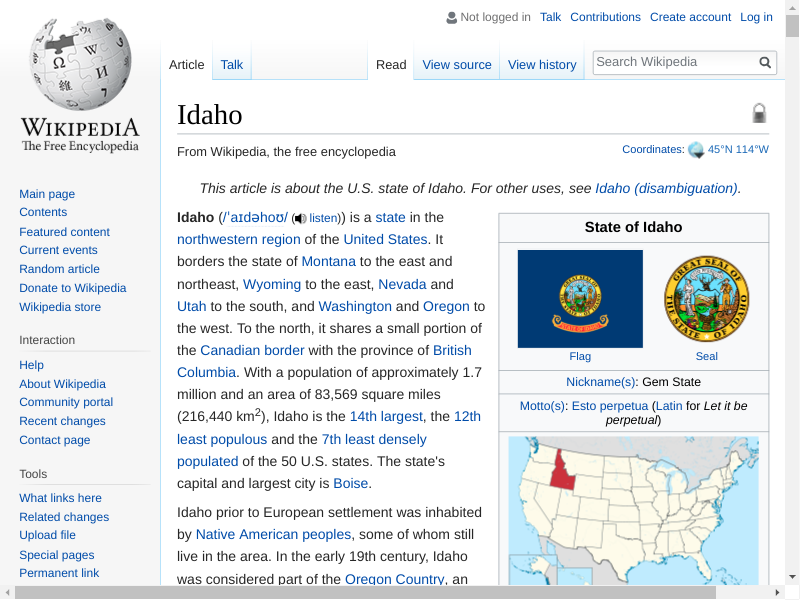 Not logged in Talk Contributions Create account Log in
Article Talk Read View source View history Search Wikipedia
WIKIPEDIA
The Free Encyclopedia
Main page
Contents
Featured content
Current events
Random article
Donate to Wikipedia
Wikipedia store
Interaction
Help
About Wikipedia
Community portal
Recent changes
Contact page
Tools
What links here
Related changes
Upload file
Special pages
Permanent link
Idaho
From Wikipedia, the free encyclopedia
Coordinates: 45°N 114°W
This article is about the U.S. state of Idaho. For other uses, see Idaho (disambiguation).
Idaho (/ˈaɪdəhoʊ/ (listen)) is a state in the
northwestern region of the United States. It
borders the state of Montana to the east and
northeast, Wyoming to the east, Nevada and
Utah to the south, and Washington and Oregon to
the west. To the north, it shares a small portion of
the Canadian border with the province of British
Columbia. With a population of approximately 1.7
million and an area of 83,569 square miles
(216,440 km²), Idaho is the 14th largest, the 12th
least populous and the 7th least densely
populated of the 50 U.S. states. The state's
capital and largest city is Boise.
Idaho prior to European settlement was inhabited
by Native American peoples, some of whom still
live in the area. In the early 19th century, Idaho
was considered part of the Oregon Country, an
State of Idaho
GREAT SEAL OF THE STATE OF IDAHO
Flag Seal
Nickname(s): Gem State
Motto(s): Esto perpetua (Latin for Let it be
perpetual)